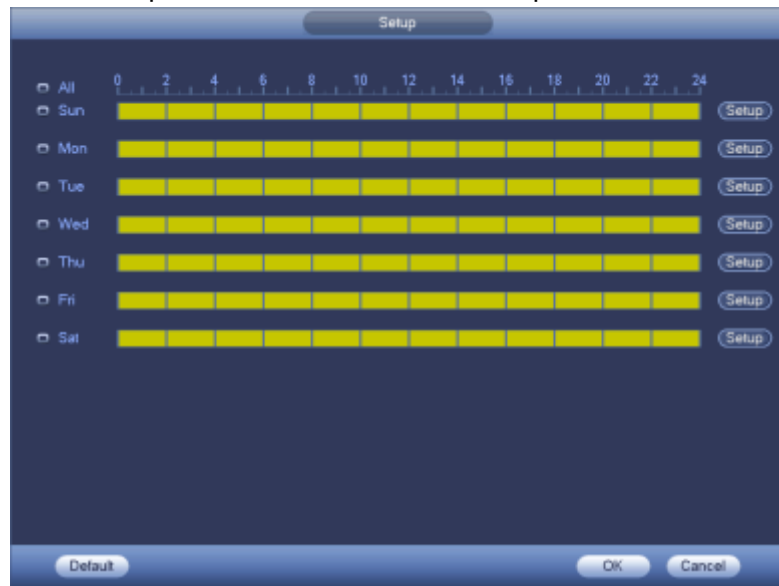 Setup
All 0 2 4 6 8 10 12 14 16 18 20 22 24
Sun Setup
Mon Setup
Tue Setup
Wed Setup
Thu Setup
Fri Setup
Sat Setup
Default OK Cancel